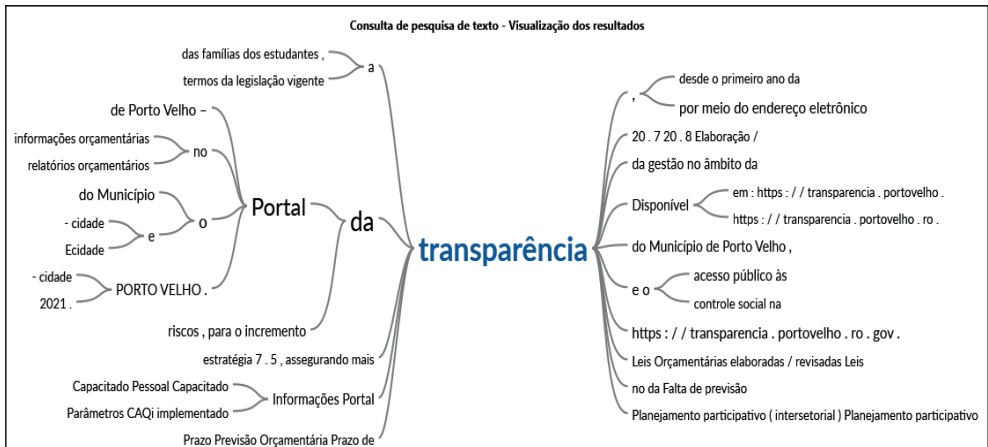 Consulta de pesquisa de texto - Visualização dos resultados
das famílias dos estudantes ,
termos da legislação vigente
a
de Porto Velho –
informações orçamentárias
relatórios orçamentários
no
do Município
- cidade
Ecidade
e
o
- cidade
2021 .
PORTO VELHO .
Portal
riscos , para o incremento
da
estratégia 7 . 5 , assegurando mais
Capacitado Pessoal Capacitado
Parâmetros CAQi implementado
Informações Portal
Prazo Previsão Orçamentária Prazo de
transparência
,
desde o primeiro ano da
por meio do endereço eletrônico
20 . 7 20 . 8 Elaboração /
da gestão no âmbito da
Disponível
em : https : / / transparencia . portovelho .
https : / / transparencia . portovelho . ro .
do Município de Porto Velho ,
e o
acesso público às
controle social na
https : / / transparencia . portovelho . ro . gov .
Leis Orçamentárias elaboradas / revisadas Leis
no da Falta de previsão
Planejamento participativo ( intersetorial ) Planejamento participativo